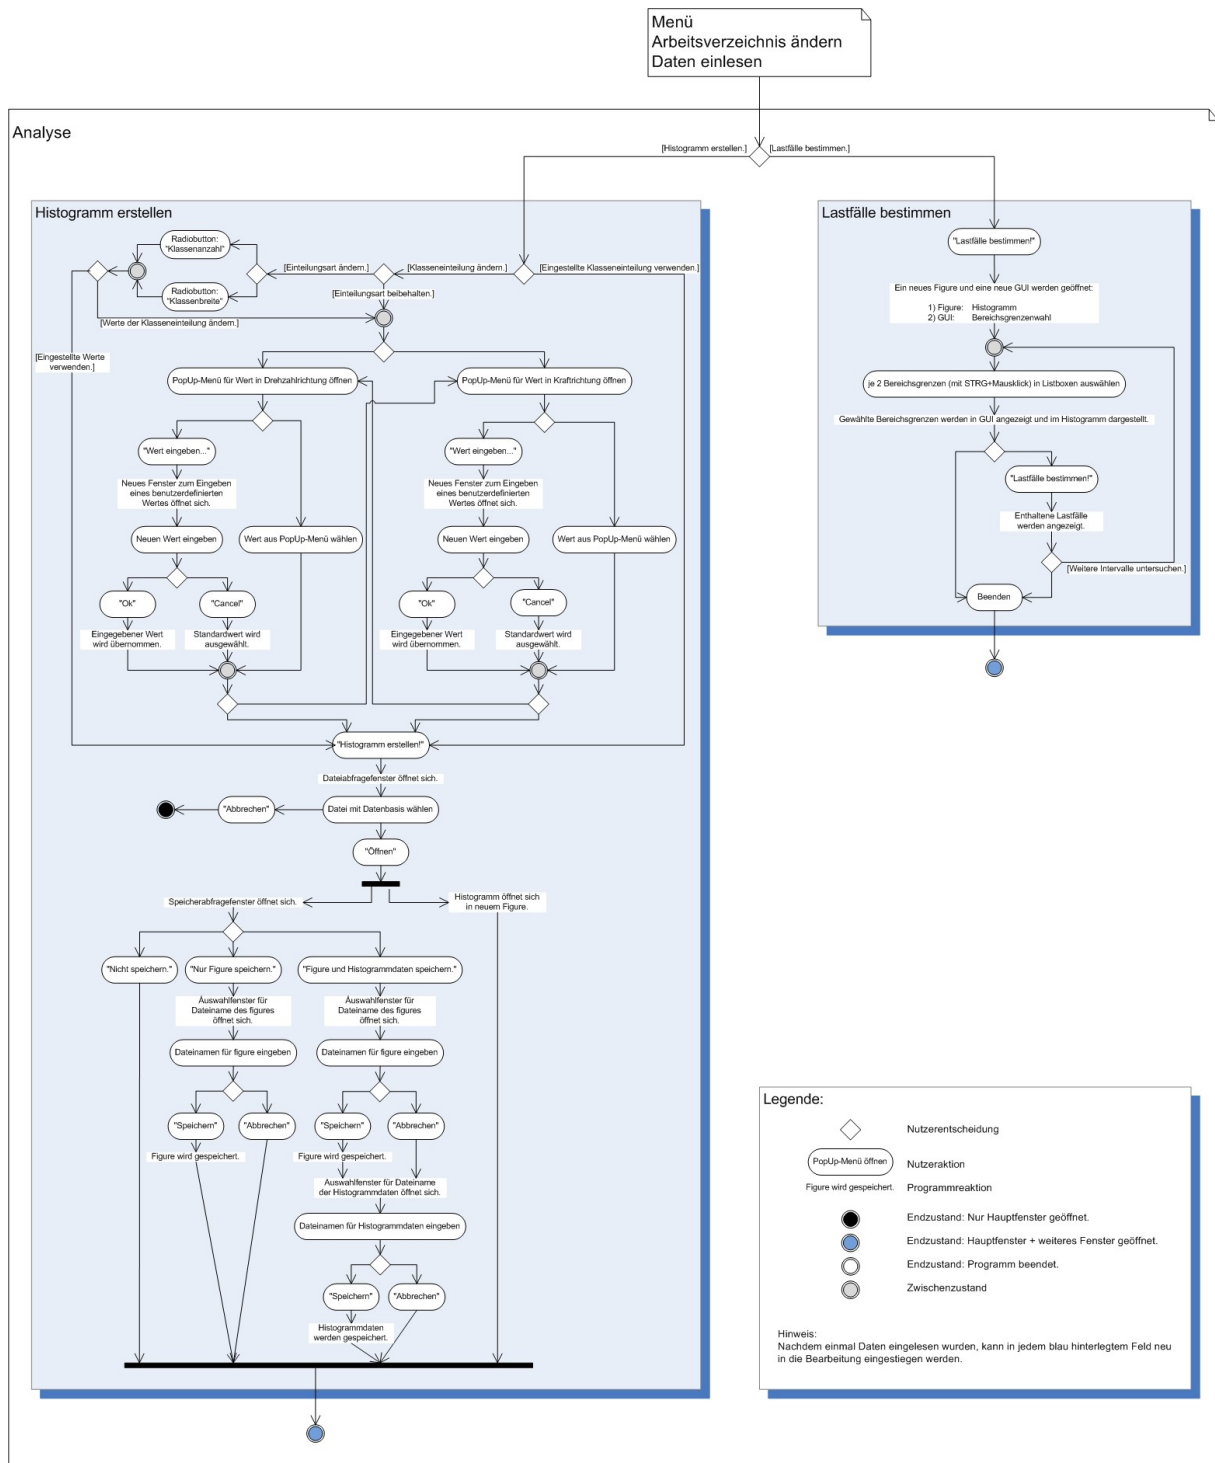 Menü
Arbeitsverzeichnis ändern
Daten einlesen
Analyse
[Histogramm erstellen.]
[Lastfälle bestimmen.]
Histogramm erstellen
Radiobutton:
"Klassenanzahl"
Radiobutton:
"Klassenbreite"
[Einteilungsart ändern.]
[Klasseneinteilung ändern.]
[Eingestellte Klasseneinteilung verwenden.]
[Einteilungsart beibehalten.]
[Werte der Klasseneinteilung ändern.]
[Eingestellte Werte
verwenden.]
PopUp-Menü für Wert in Drehzahlrichtung öffnen
PopUp-Menü für Wert in Kraftrichtung öffnen
"Wert eingeben..."
Neues Fenster zum Eingeben
eines benutzerdefinierten
Wertes öffnet sich.
Neuen Wert eingeben
Wert aus PopUp-Menü wählen
"Ok"
"Cancel"
Eingegebener Wert
wird übernommen.
Standardwert wird
ausgewählt.
"Wert eingeben..."
Neues Fenster zum Eingeben
eines benutzerdefinierten
Wertes öffnet sich.
Neuen Wert eingeben
Wert aus PopUp-Menü wählen
"Ok"
"Cancel"
Eingegebener Wert
wird übernommen.
Standardwert wird
ausgewählt.
"Histogramm erstellen!"
Dateiabfragefenster öffnet sich.
Datei mit Datenbasis wählen
"Abbrechen"
"Öffnen"
Speicherabfragefenster öffnet sich.
Histogramm öffnet sich
in neuem Figure.
"Nicht speichern."
"Nur Figure speichern."
"Figure und Histogrammdaten speichern."
Auswahlfenster für
Dateiname des figures
öffnet sich.
Dateinamen für figure eingeben
"Speichern"
"Abbrechen"
Figure wird gespeichert.
Auswahlfenster für
Dateiname des figures
öffnet sich.
Dateinamen für figure eingeben
"Speichern"
"Abbrechen"
Figure wird gespeichert.
Auswahlfenster für Dateiname
der Histogrammdaten öffnet sich.
Dateinamen für Histogrammdaten eingeben
"Speichern"
"Abbrechen"
Histogrammdaten
werden gespeichert.
Lastfälle bestimmen
"Lastfälle bestimmen!"
Ein neues Figure und eine neue GUI werden geöffnet:
1) Figure: Histogramm
2) GUI: Bereichsgrenzenwahl
je 2 Bereichsgrenzen (mit STRG+Mausklick) in Listboxen auswählen
Gewählte Bereichsgrenzen werden in GUI angezeigt und im Histogramm dargestellt.
"Lastfälle bestimmen!"
Enthaltene Lastfälle
werden angezeigt.
[Weitere Intervalle untersuchen.]
Beenden
Legende:
Nutzerentscheidung
PopUp-Menü öffnen
Nutzeraktion
Figure wird gespeichert.
Programmreaktion
Endzustand: Nur Hauptfenster geöffnet.
Endzustand: Hauptfenster + weiteres Fenster geöffnet.
Endzustand: Programm beendet.
Zwischenzustand
Hinweis:
Nachdem einmal Daten eingelesen wurden, kann in jedem blau hinterlegtem Feld neu
in die Bearbeitung eingestiegen werden.